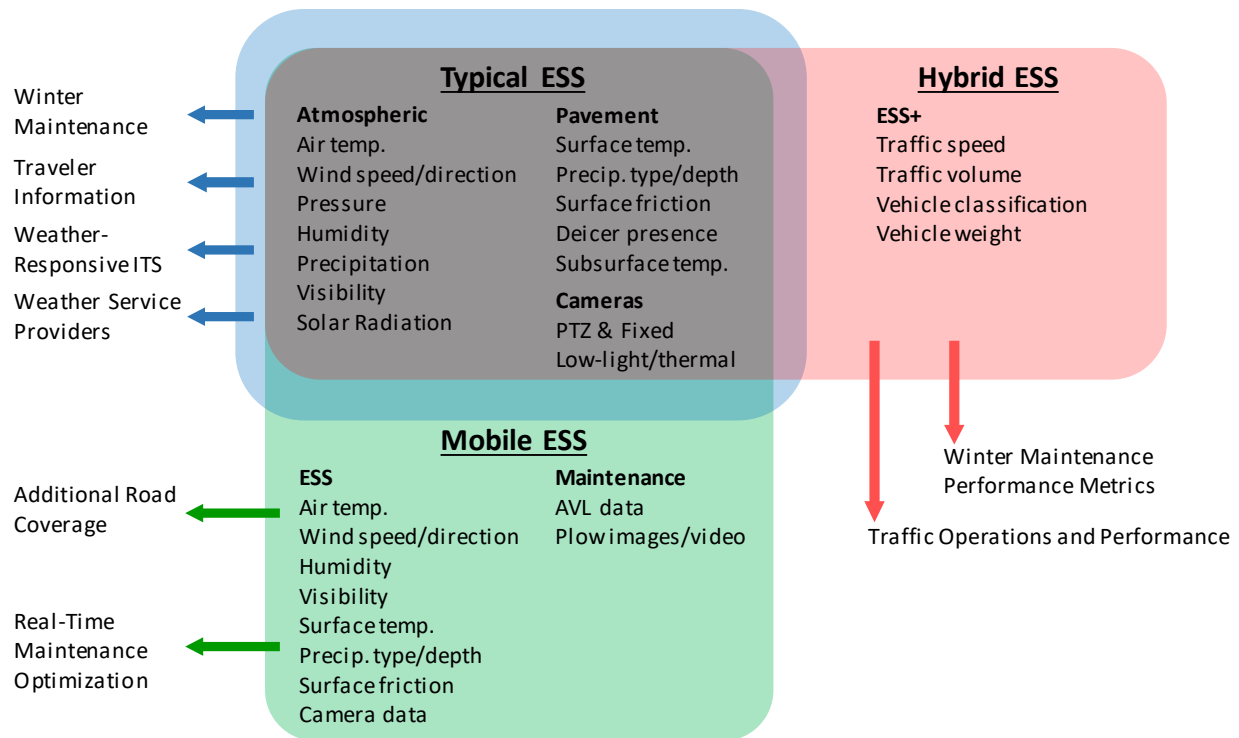 Typical ESS
Hybrid ESS
Winter
Maintenance
Traveler
Information
Weather-
Responsive ITS
Weather Service
Providers
Atmospheric
Air temp.
Wind speed/direction
Pressure
Humidity
Precipitation
Visibility
Solar Radiation
Pavement
Surface temp.
Precip. type/depth
Surface friction
Deicer presence
Subsurface temp.
Cameras
PTZ & Fixed
Low-light/thermal
ESS+
Traffic speed
Traffic volume
Vehicle classification
Vehicle weight
Winter Maintenance
Performance Metrics
Traffic Operations and Performance
Mobile ESS
Additional Road
Coverage
Real-Time
Maintenance
Optimization
ESS
Air temp.
Wind speed/direction
Humidity
Visibility
Surface temp.
Precip. type/depth
Surface friction
Camera data
Maintenance
AVL data
Plow images/video